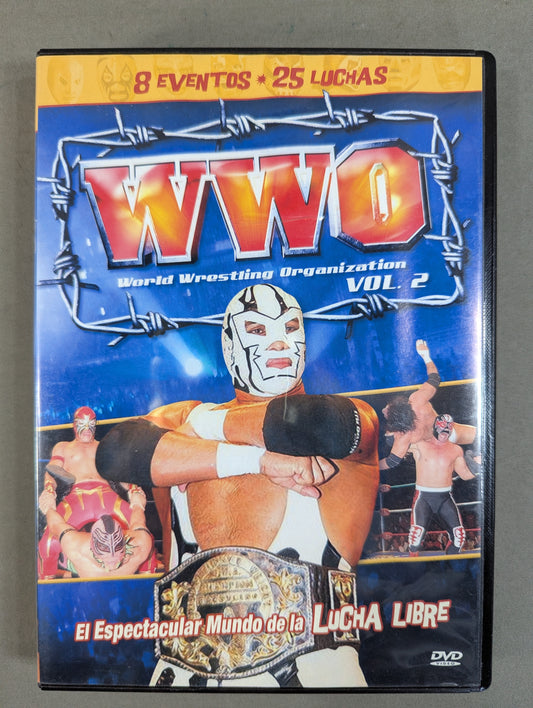 8 EVENTOS * 25 LUCHAS
WWO
World Wrestling Organization
VOL. 2
El Espectacular Mundo de la LUCHA LIBRE
DVD
VIDEO